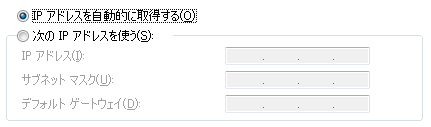 IP アドレスを自動的に取得する(O)
次の IP アドレスを使う(S):
IP アドレス(I):
サブネット マスク(U):
デフォルト ゲートウェイ(D):